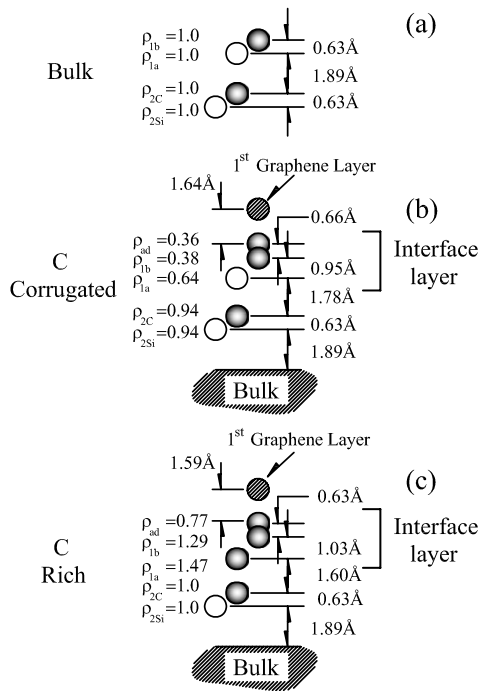 (a)
Bulk
ρ1b=1.0
ρ1a=1.0
0.63Å
1.89Å
ρ2C=1.0
ρ2Si=1.0
0.63Å
(b)
1st Graphene Layer
1.64Å
0.66Å
C
Corrugated
ρad=0.36
ρ1b=0.38
ρ1a=0.64
0.95Å
Interface
layer
1.78Å
ρ2C=0.94
ρ2Si=0.94
0.63Å
1.89Å
Bulk
(c)
1st Graphene Layer
1.59Å
0.63Å
C
Rich
ρad=0.77
ρ1b=1.29
ρ1a=1.47
1.03Å
Interface
layer
1.60Å
ρ2C=1.0
ρ2Si=1.0
0.63Å
1.89Å
Bulk